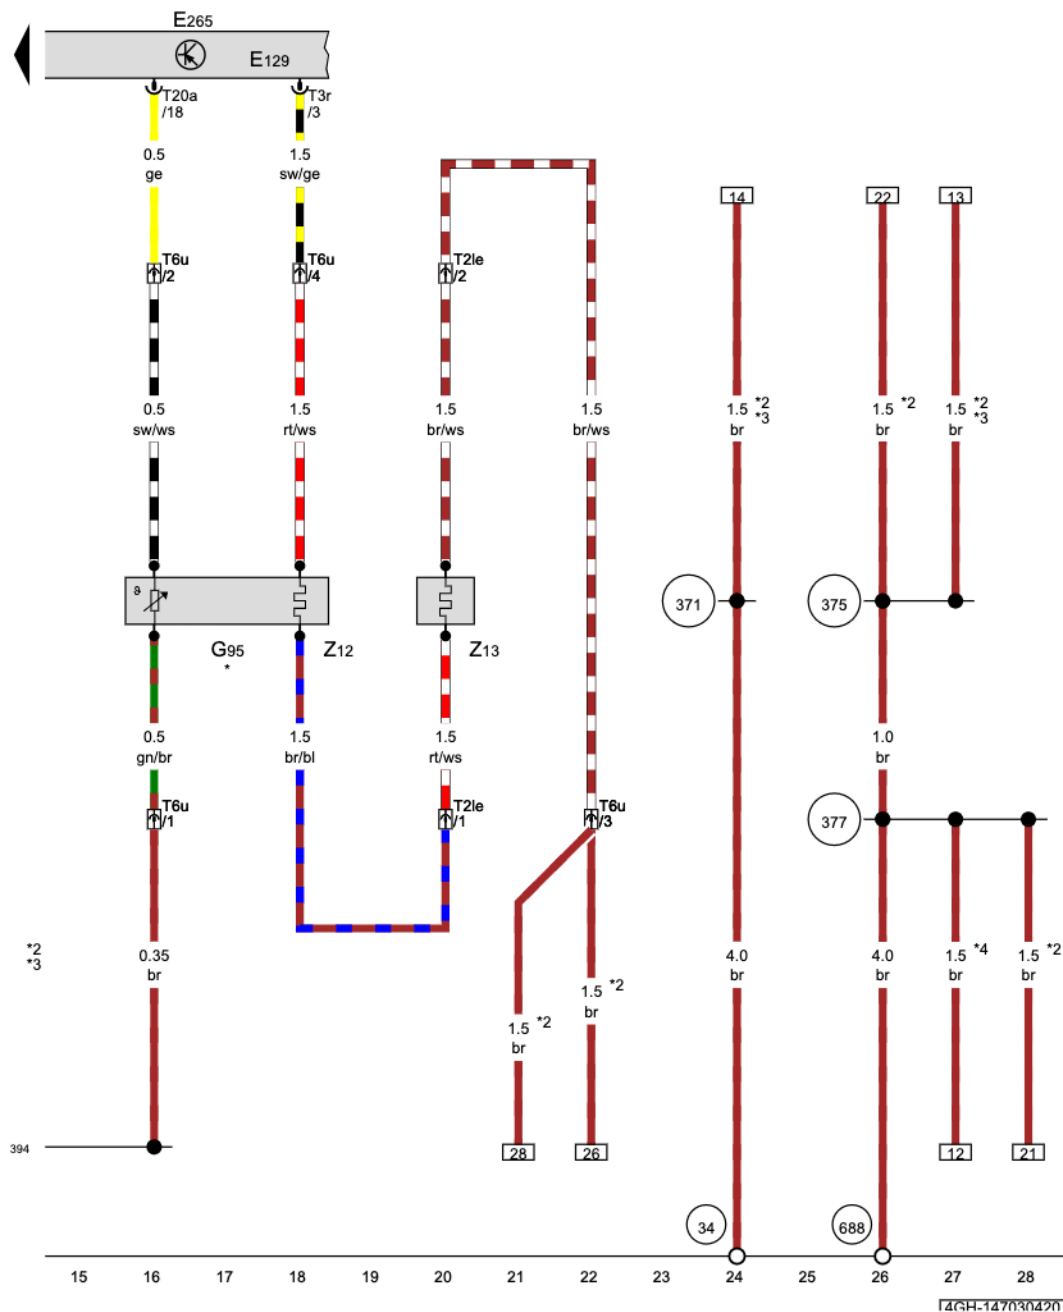 E265
E129
T20a
/18
T3r
/3
0.5
ge
1.5
sw/ge
14
22
13
T6u
/2
T6u
/4
T2le
/2
0.5
sw/ws
1.5
rt/ws
1.5
br/ws
1.5
br/ws
1.5
br
*2
*3
1.5
br
*2
1.5
br
*2
*3
ϑ
371
375
G95
*
Z12
Z13
0.5
gn/br
1.5
br/bl
1.5
rt/ws
1.0
br
T6u
/1
T2le
/1
T6u
/3
377
*2
*3
0.35
br
1.5
br
*2
1.5
br
*2
4.0
br
4.0
br
1.5
br
*4
1.5
br
*2
394
28
26
12
21
34
688
15 16 17 18 19 20 21 22 23 24 25 26 27 28
4GH-147030420